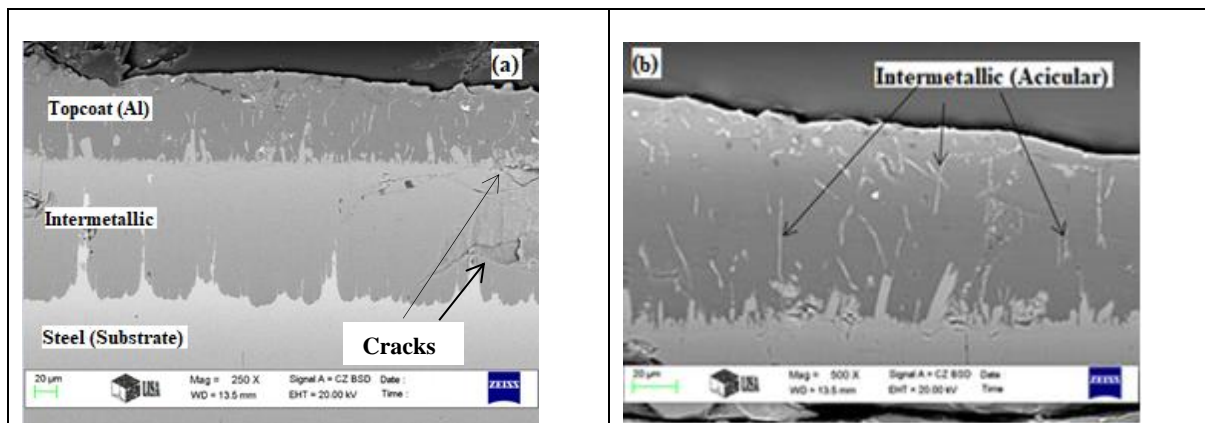 (a)
Topcoat (Al)
Intermetallic
Steel (Substrate)
Cracks
20 µm
Mag = 250 X
WD = 13.5 mm
Signal A = CZ BSD
EHT = 20.00 kV
Date :
Time :
ZEISS
(b)
Intermetallic (Acicular)
20 µm
Mag = 500 X
WD = 13.5 mm
Signal A = CZ BSD
EHT = 20.00 kV
Date :
Time :
ZEISS